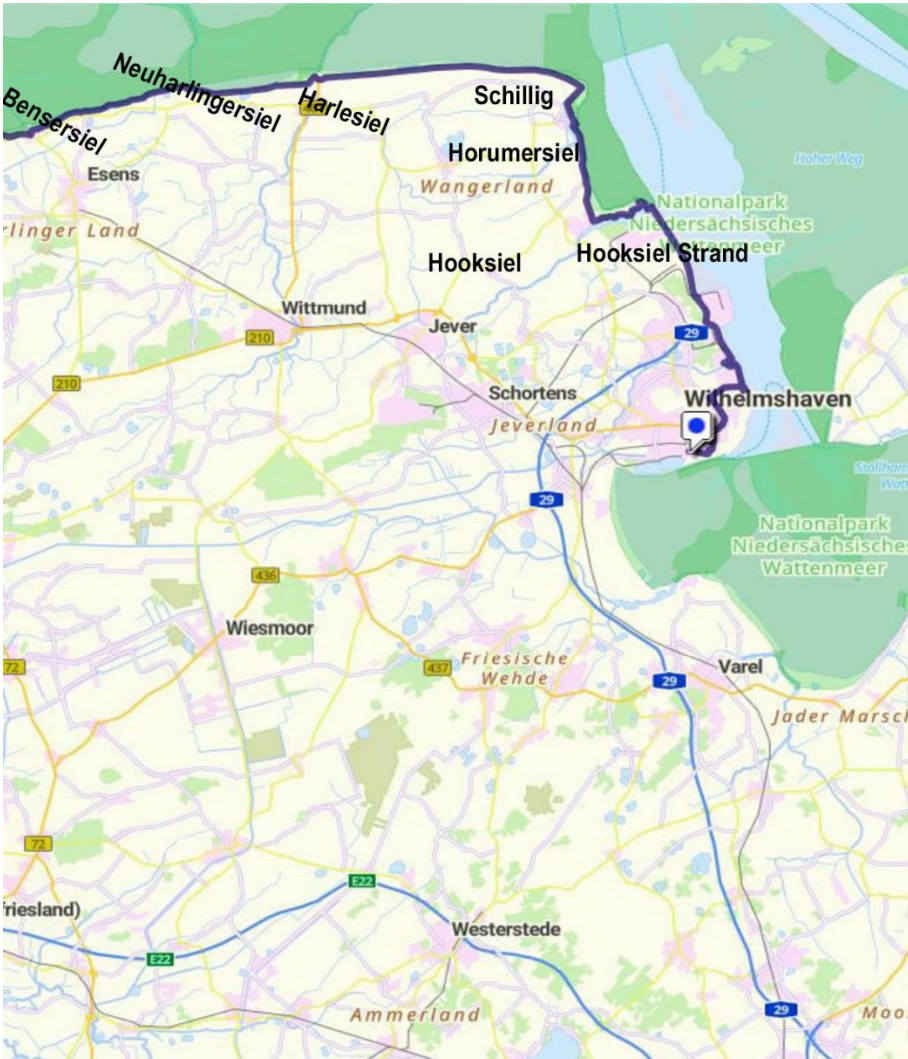 Bensersiel
Neuharlingersiel
Harlesiel
Schillig
Horumersiel
Wangerland
Esens
rlinger Land
Hoher Weg
Nationalpark
Niedersächsisches
Wattenmeer
Hooksiel
Hooksiel Strand
Wittmund
Jever
210
29
210
Schortens
Wilhelmshaven
Jeverland
29
Nationalpark
Niedersächsisches
Wattenmeer
436
Wiesmoor
72
437
Friesische
Wehde
29
Varel
Jader Marsch
72
E22
friesland)
Westerstede
E22
Ammerland
29
Moo